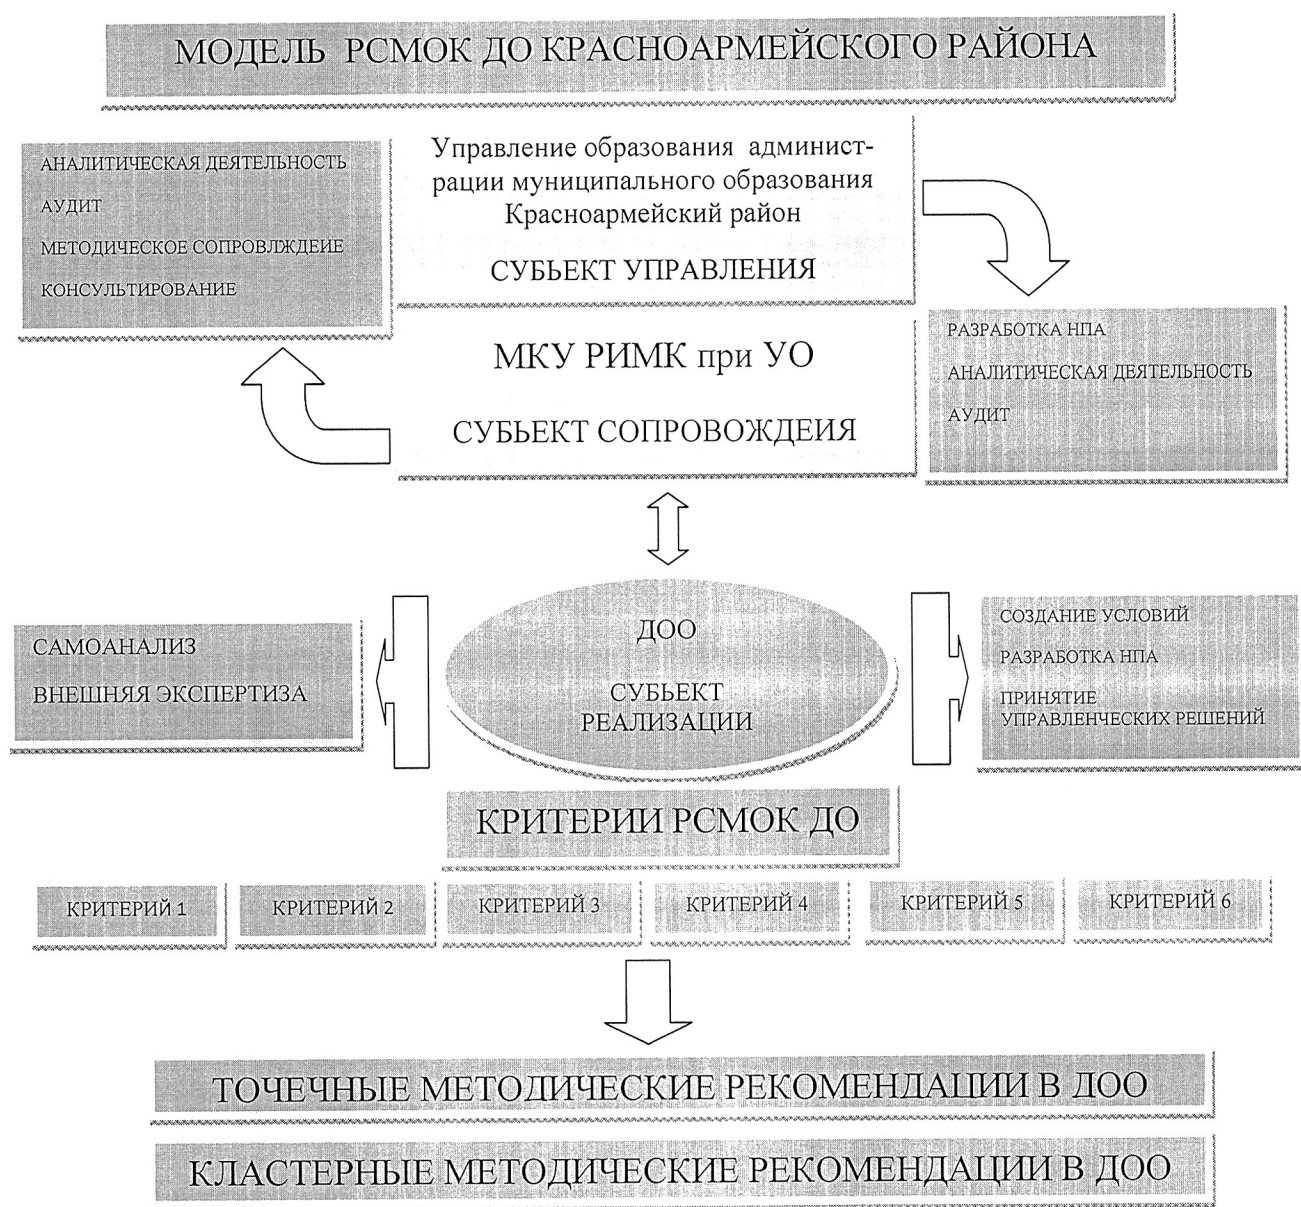 МОДЕЛЬ РСМОК ДО КРАСНОАРМЕЙСКОГО РАЙОНА
АНАЛИТИЧЕСКАЯ ДЕЯТЕЛЬНОСТЬ
АУДИТ
МЕТОДИЧЕСКОЕ СОПРОВЛЖДЕИЕ
КОНСУЛЬТИРОВАНИЕ
Управление образования админист-
рации муниципального образования
Красноармейский район
СУБЬЕКТ УПРАВЛЕНИЯ
МКУ РИМК при УО
СУБЬЕКТ СОПРОВОЖДЕИЯ
РАЗРАБОТКА НПА
АНАЛИТИЧЕСКАЯ ДЕЯТЕЛЬНОСТЬ
АУДИТ
САМОАНАЛИЗ
ВНЕШНЯЯ ЭКСПЕРТИЗА
ДОО
СУБЬЕКТ
РЕАЛИЗАЦИИ
СОЗДАНИЕ УСЛОВИЙ
РАЗРАБОТКА НПА
ПРИНЯТИЕ
УПРАВЛЕНЧЕСКИХ РЕШЕНИЙ
КРИТЕРИИ РСМОК ДО
КРИТЕРИЙ 1
КРИТЕРИЙ 2
КРИТЕРИЙ 3
КРИТЕРИЙ 4
КРИТЕРИЙ 5
КРИТЕРИЙ 6
ТОЧЕЧНЫЕ МЕТОДИЧЕСКИЕ РЕКОМЕНДАЦИИ В ДОО
КЛАСТЕРНЫЕ МЕТОДИЧЕСКИЕ РЕКОМЕНДАЦИИ В ДОО